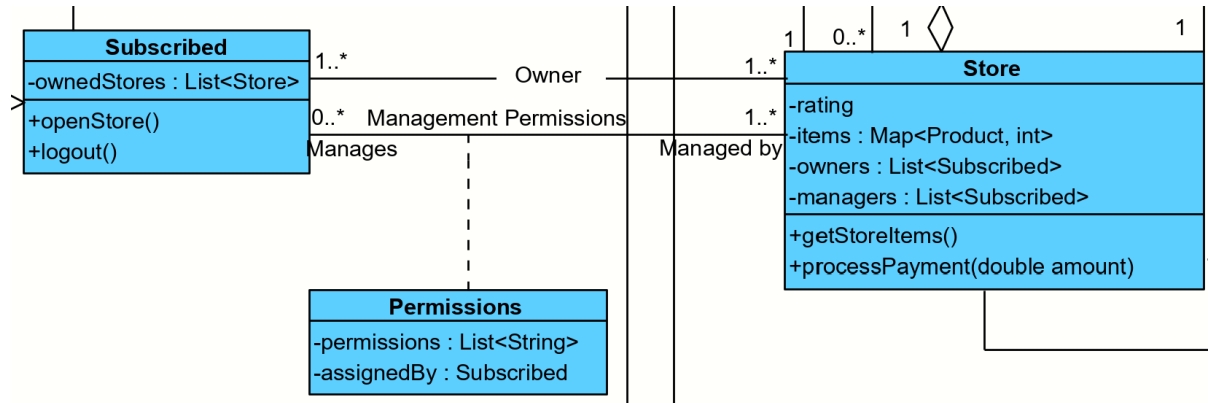 Subscribed
-ownedStores : List<Store>
+openStore()
+logout()
1..*
Owner
1..*
0..*
Management Permissions
1..*
Manages
Managed by
1
0..*
1
1
Store
-rating
-items : Map<Product, int>
-owners : List<Subscribed>
-managers : List<Subscribed>
+getStoreItems()
+processPayment(double amount)
Permissions
-permissions : List<String>
-assignedBy : Subscribed